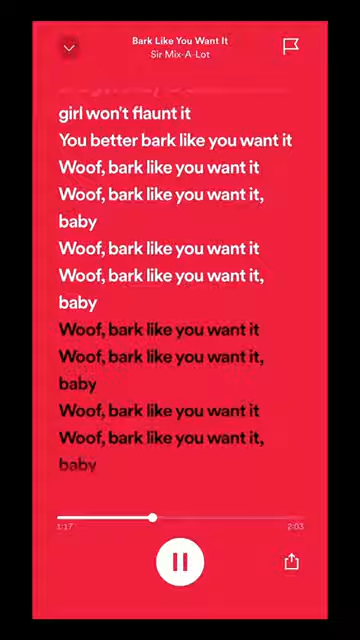 Bark Like You Want It
Sir Mix-A-Lot
girl won't flaunt it
You better bark like you want it
Woof, bark like you want it
Woof, bark like you want it,
baby
Woof, bark like you want it
Woof, bark like you want it,
baby
Woof, bark like you want it
Woof, bark like you want it,
baby
Woof, bark like you want it
Woof, bark like you want it,
baby
1:17
2:03